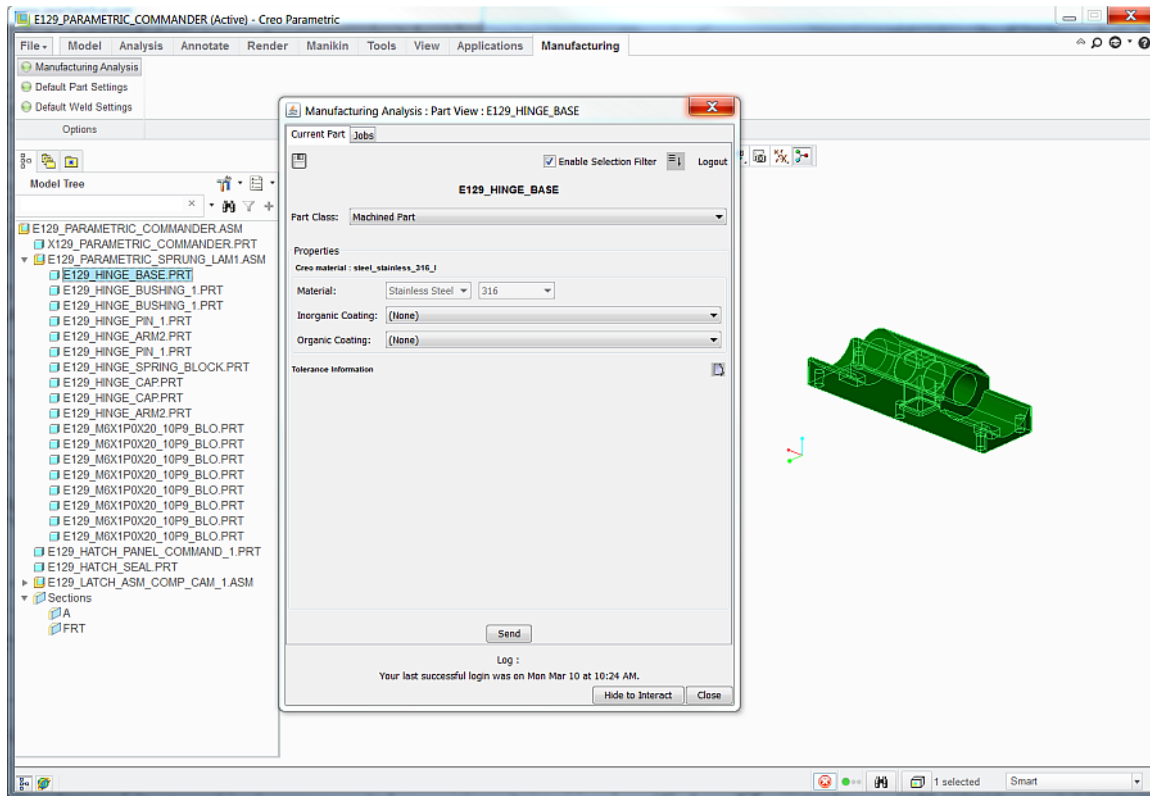 E129_PARAMETRIC_COMMANDER (Active) - Creo Parametric
File Model Analysis Annotate Render Manikin Tools View Applications Manufacturing
Manufacturing Analysis
Default Part Settings
Default Weld Settings
Options
Model Tree
E129_PARAMETRIC_COMMANDER.ASM
X129_PARAMETRIC_COMMANDER.PRT
E129_PARAMETRIC_SPRUNG_LAM1.ASM
E129_HINGE_BASE.PRT
E129_HINGE_BUSHING_1.PRT
E129_HINGE_BUSHING_1.PRT
E129_HINGE_PIN_1.PRT
E129_HINGE_ARM2.PRT
E129_HINGE_PIN_1.PRT
E129_HINGE_SPRING_BLOCK.PRT
E129_HINGE_CAP.PRT
E129_HINGE_CAP.PRT
E129_HINGE_ARM2.PRT
E129_M6X1P0X20_10P9_BLO.PRT
E129_M6X1P0X20_10P9_BLO.PRT
E129_M6X1P0X20_10P9_BLO.PRT
E129_M6X1P0X20_10P9_BLO.PRT
E129_M6X1P0X20_10P9_BLO.PRT
E129_M6X1P0X20_10P9_BLO.PRT
E129_M6X1P0X20_10P9_BLO.PRT
E129_M6X1P0X20_10P9_BLO.PRT
E129_HATCH_PANEL_COMMAND_1.PRT
E129_HATCH_SEAL.PRT
E129_LATCH_ASM_COMP_CAM_1.ASM
Sections
A
FRT
Manufacturing Analysis : Part View : E129_HINGE_BASE
Current Part Jobs
Enable Selection Filter Logout
E129_HINGE_BASE
Part Class: Machined Part
Properties
Creo material : steel_stainless_316_l
Material: Stainless Steel 316
Inorganic Coating: (None)
Organic Coating: (None)
Tolerance Information
Send
Log :
Your last successful login was on Mon Mar 10 at 10:24 AM.
Hide to Interact Close
1 selected Smart